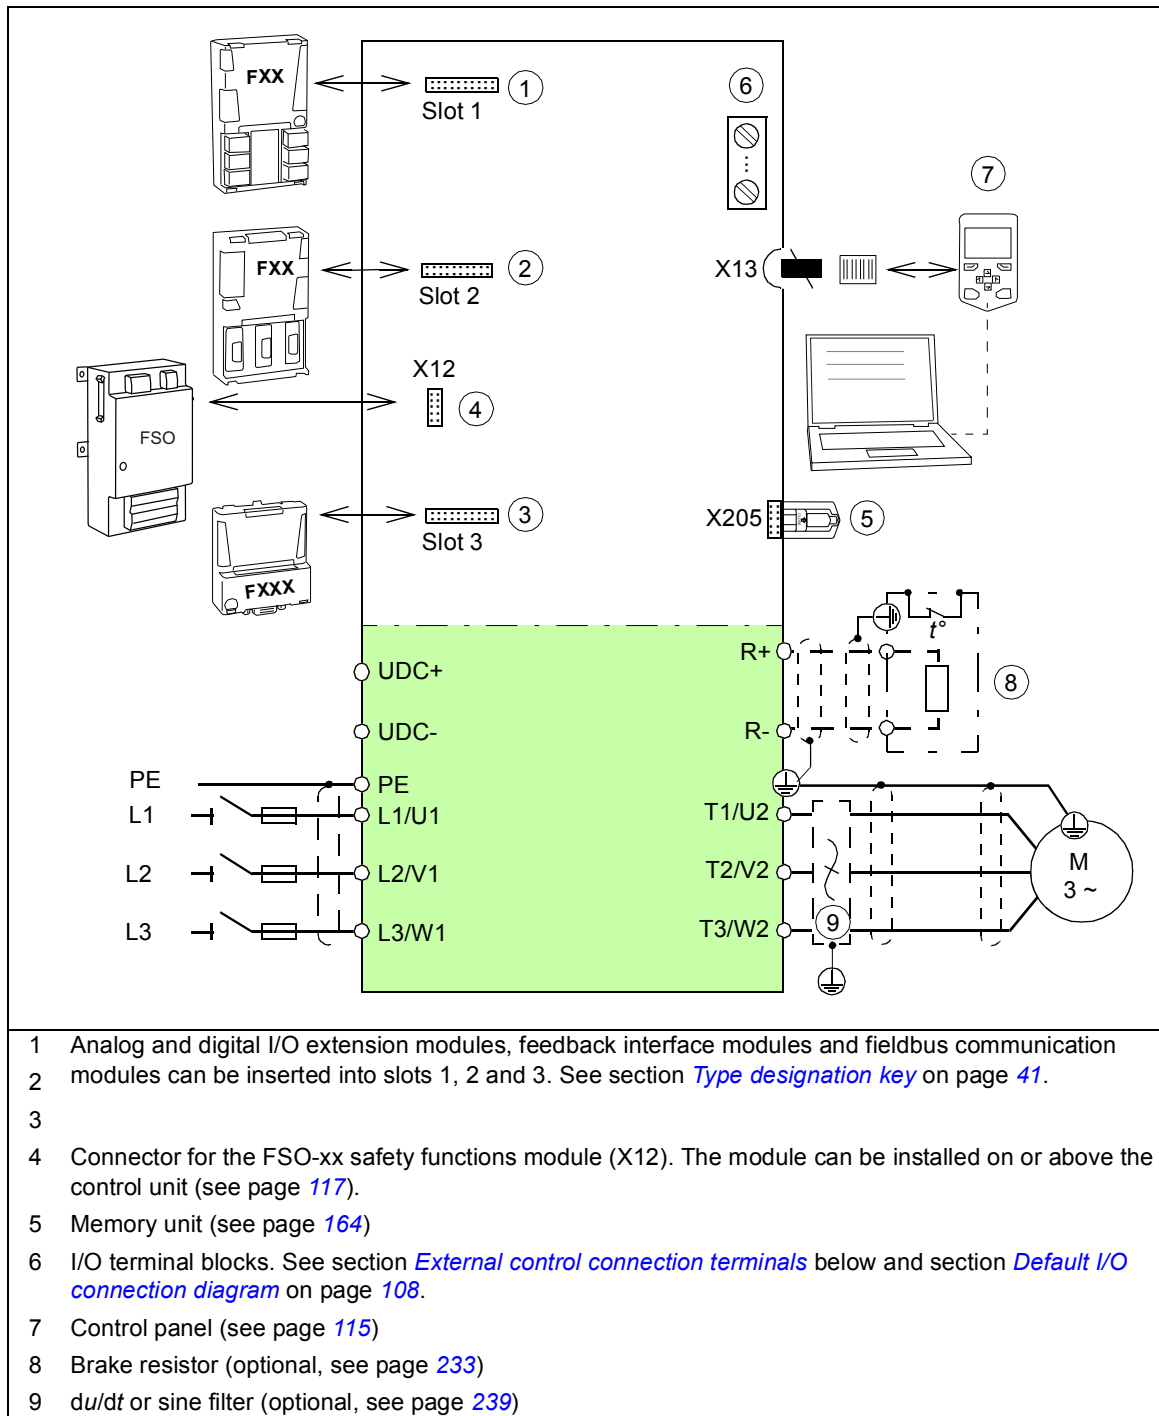 FXX
Slot 1
1
6
7
FXX
Slot 2
2
X13
X12
4
FSO
3
Slot 3
FXXX
X205
5
t°
R+
UDC+
8
R-
UDC-
PE
PE
L1
L1/U1
T1/U2
L2
L2/V1
T2/V2
M
3 ~
L3
L3/W1
T3/W2
9
1 Analog and digital I/O extension modules, feedback interface modules and fieldbus communication
2 modules can be inserted into slots 1, 2 and 3. See section Type designation key on page 41.
3
4 Connector for the FSO-xx safety functions module (X12). The module can be installed on or above the
control unit (see page 117).
5 Memory unit (see page 164)
6 I/O terminal blocks. See section External control connection terminals below and section Default I/O
connection diagram on page 108.
7 Control panel (see page 115)
8 Brake resistor (optional, see page 233)
9 du/dt or sine filter (optional, see page 239)